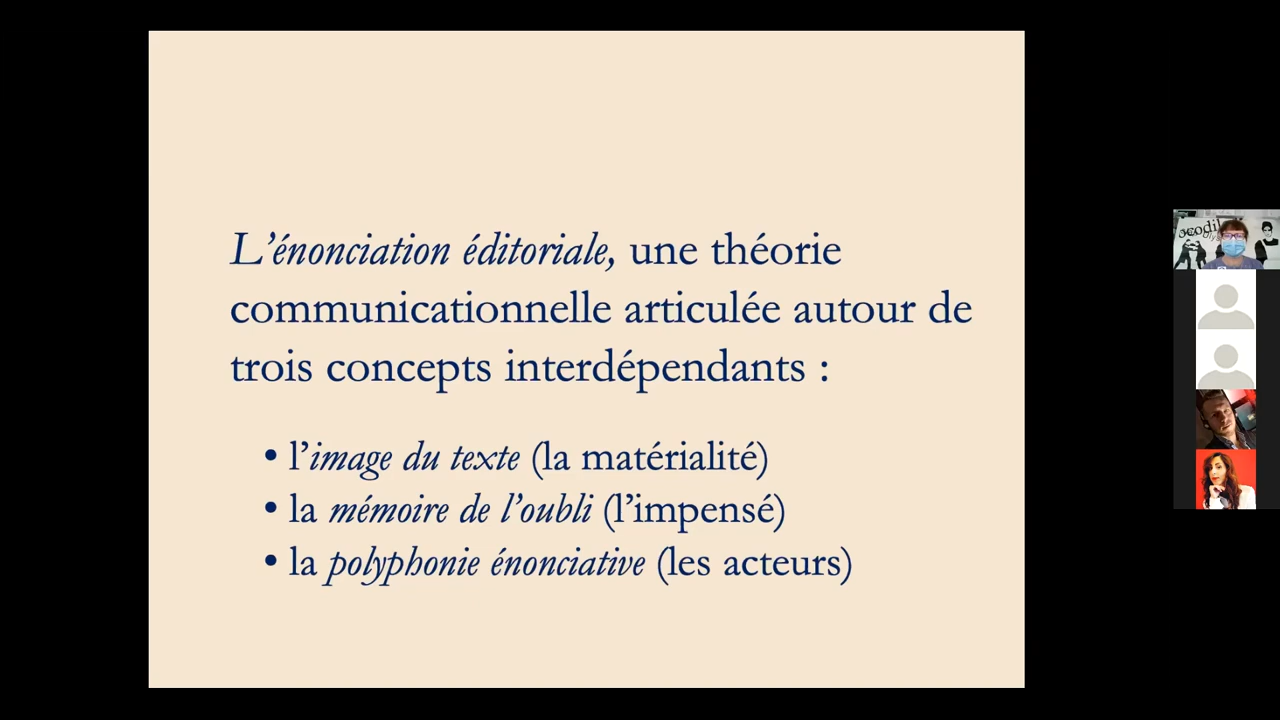 L’énonciation éditoriale, une théorie
communicationnelle articulée autour de
trois concepts interdépendants :
• l’image du texte (la matérialité)
• la mémoire de l’oubli (l’impensé)
• la polyphonie énonciative (les acteurs)